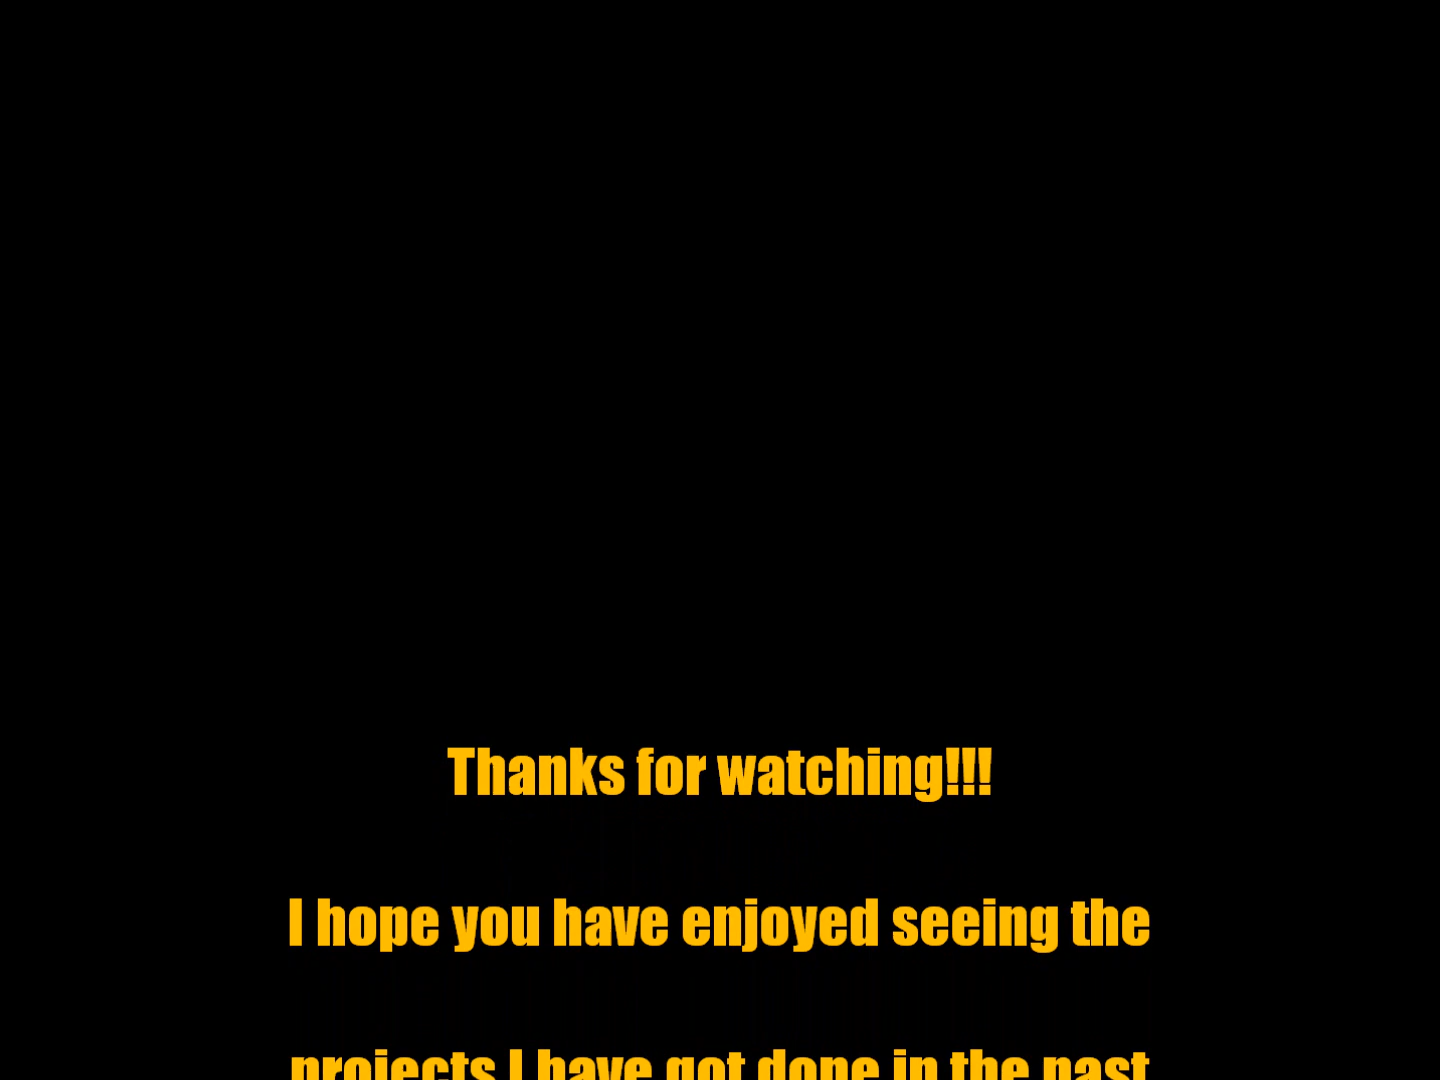 Thanks for watching!!!
I hope you have enjoyed seeing the
projects I have got done in the past